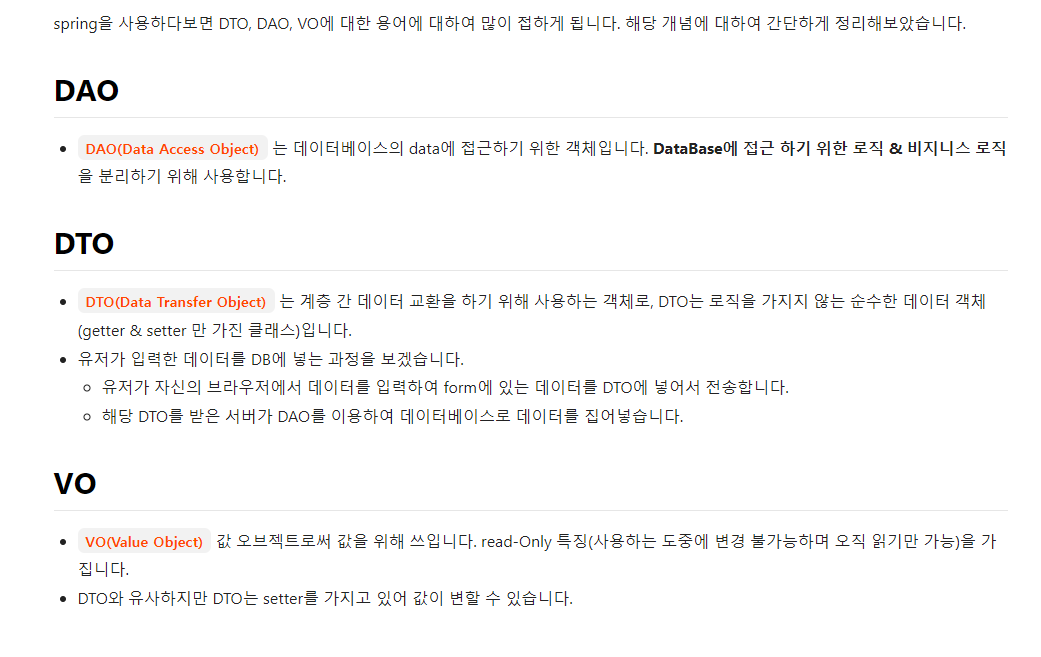 spring을 사용하다보면 DTO, DAO, VO에 대한 용어에 대하여 많이 접하게 됩니다. 해당 개념에 대하여 간단하게 정리해보았습니다.
DAO
DAO(Data Access Object) 는 데이터베이스의 data에 접근하기 위한 객체입니다. DataBase에 접근 하기 위한 로직 & 비지니스 로직
을 분리하기 위해 사용합니다.
DTO
DTO(Data Transfer Object) 는 계층 간 데이터 교환을 하기 위해 사용하는 객체로, DTO는 로직을 가지지 않는 순수한 데이터 객체
(getter & setter 만 가진 클래스)입니다.
유저가 입력한 데이터를 DB에 넣는 과정을 보겠습니다.
유저가 자신의 브라우저에서 데이터를 입력하여 form에 있는 데이터를 DTO에 넣어서 전송합니다.
해당 DTO를 받은 서버가 DAO를 이용하여 데이터베이스로 데이터를 집어넣습니다.
VO
VO(Value Object) 값 오브젝트로써 값을 위해 쓰입니다. read-Only 특징(사용하는 도중에 변경 불가능하며 오직 읽기만 가능)을 가
집니다.
DTO와 유사하지만 DTO는 setter를 가지고 있어 값이 변할 수 있습니다.